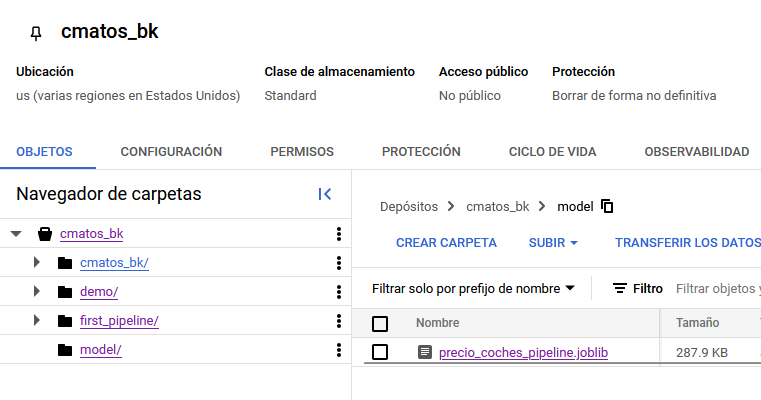 cmatos_bk
Ubicación
Clase de almacenamiento
Acceso público
Protección
us (varias regiones en Estados Unidos)
Standard
No público
Borrar de forma no definitiva
OBJETOS
CONFIGURACIÓN
PERMISOS
PROTECCIÓN
CICLO DE VIDA
OBSERVABILIDAD
Navegador de carpetas
cmatos_bk
cmatos_bk/
demo/
first_pipeline/
model/
Depósitos > cmatos_bk > model
CREAR CARPETA
SUBIR
TRANSFERIR LOS DATOS
Filtrar solo por prefijo de nombre
Filtro
Filtrar objetos y
Nombre
Tamaño
precio_coches_pipeline.joblib
287.9 KB